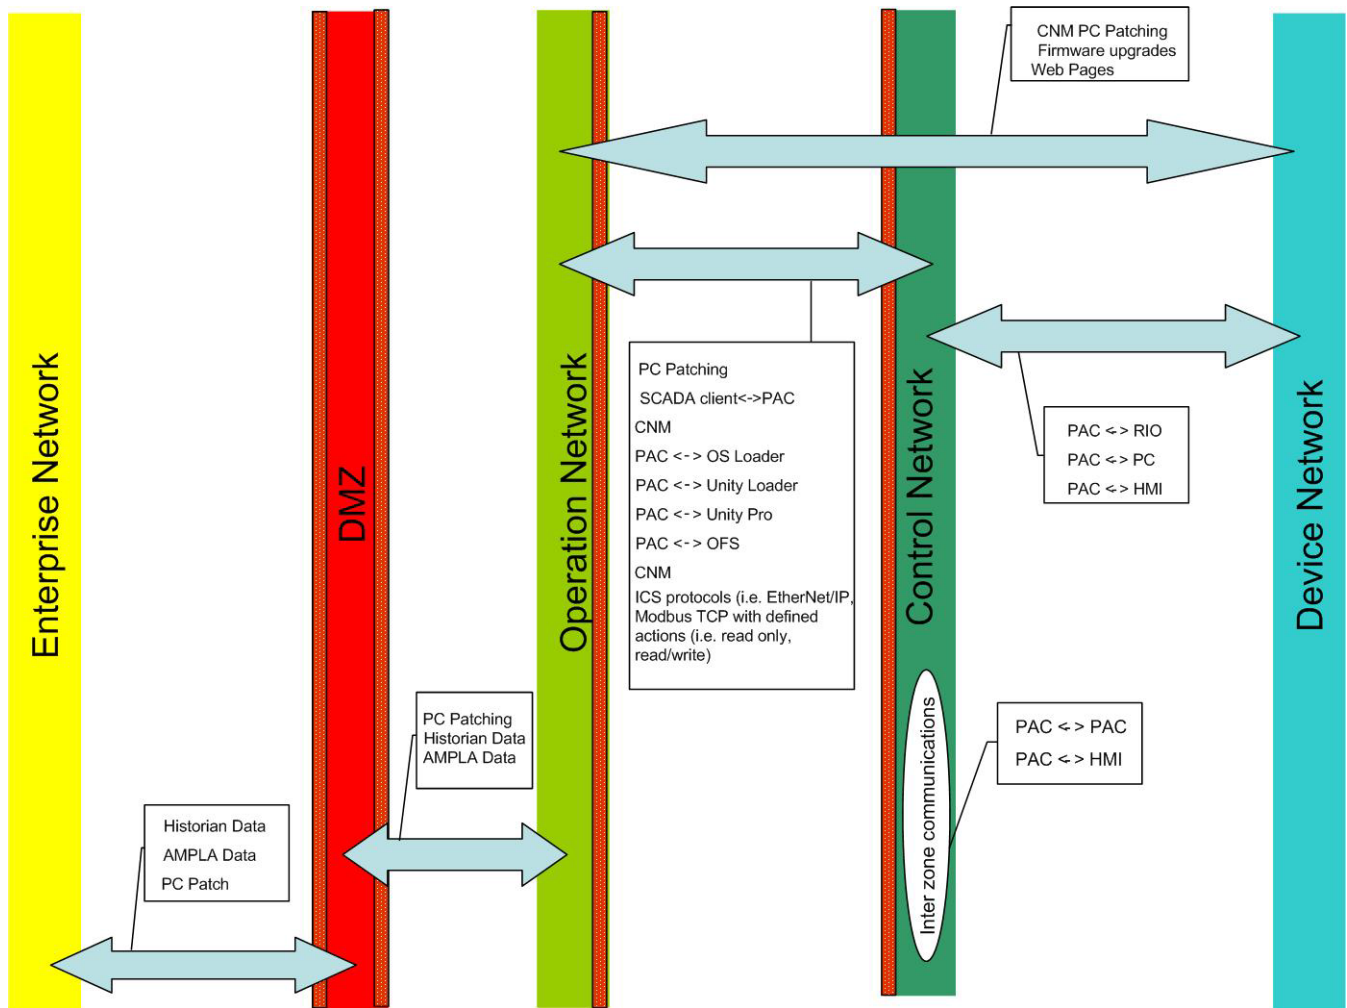 CNM PC Patching
Firmware upgrades
Web Pages
PC Patching
SCADA client<->PAC
CNM
PAC <-> OS Loader
PAC <-> Unity Loader
PAC <-> Unity Pro
PAC <-> OFS
CNM
ICS protocols (i.e. EtherNet/IP,
Modbus TCP with defined
actions (i.e. read only,
read/write)
PAC <-> RIO
PAC <-> PC
PAC <-> HMI
Enterprise Network
DMZ
Operation Network
Control Network
Device Network
PC Patching
Historian Data
AMPLA Data
Inter zone communications
PAC <-> PAC
PAC <-> HMI
Historian Data
AMPLA Data
PC Patch